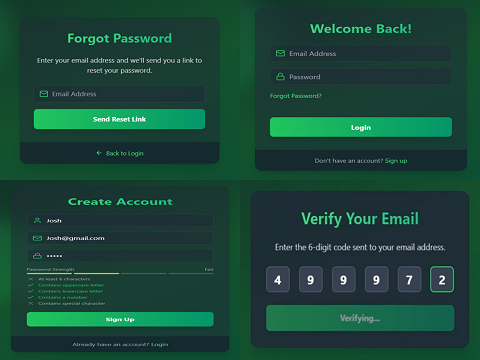 Forgot Password
Enter your email address and we'll send you a link to
reset your password.
Email Address
Send Reset Link
← Back to Login
Welcome Back!
Email Address
Password
Forgot Password?
Login
Don't have an account? Sign up
Create Account
Josh
Josh@gmail.com
•••••
Password Strength Fair
At least 6 characters
Contains uppercase letter
Contains lowercase letter
Contains a number
Contains special character
Sign Up
Already have an account? Login
Verify Your Email
Enter the 6-digit code sent to your email address.
4 9 9 9 7 2
Verifying...